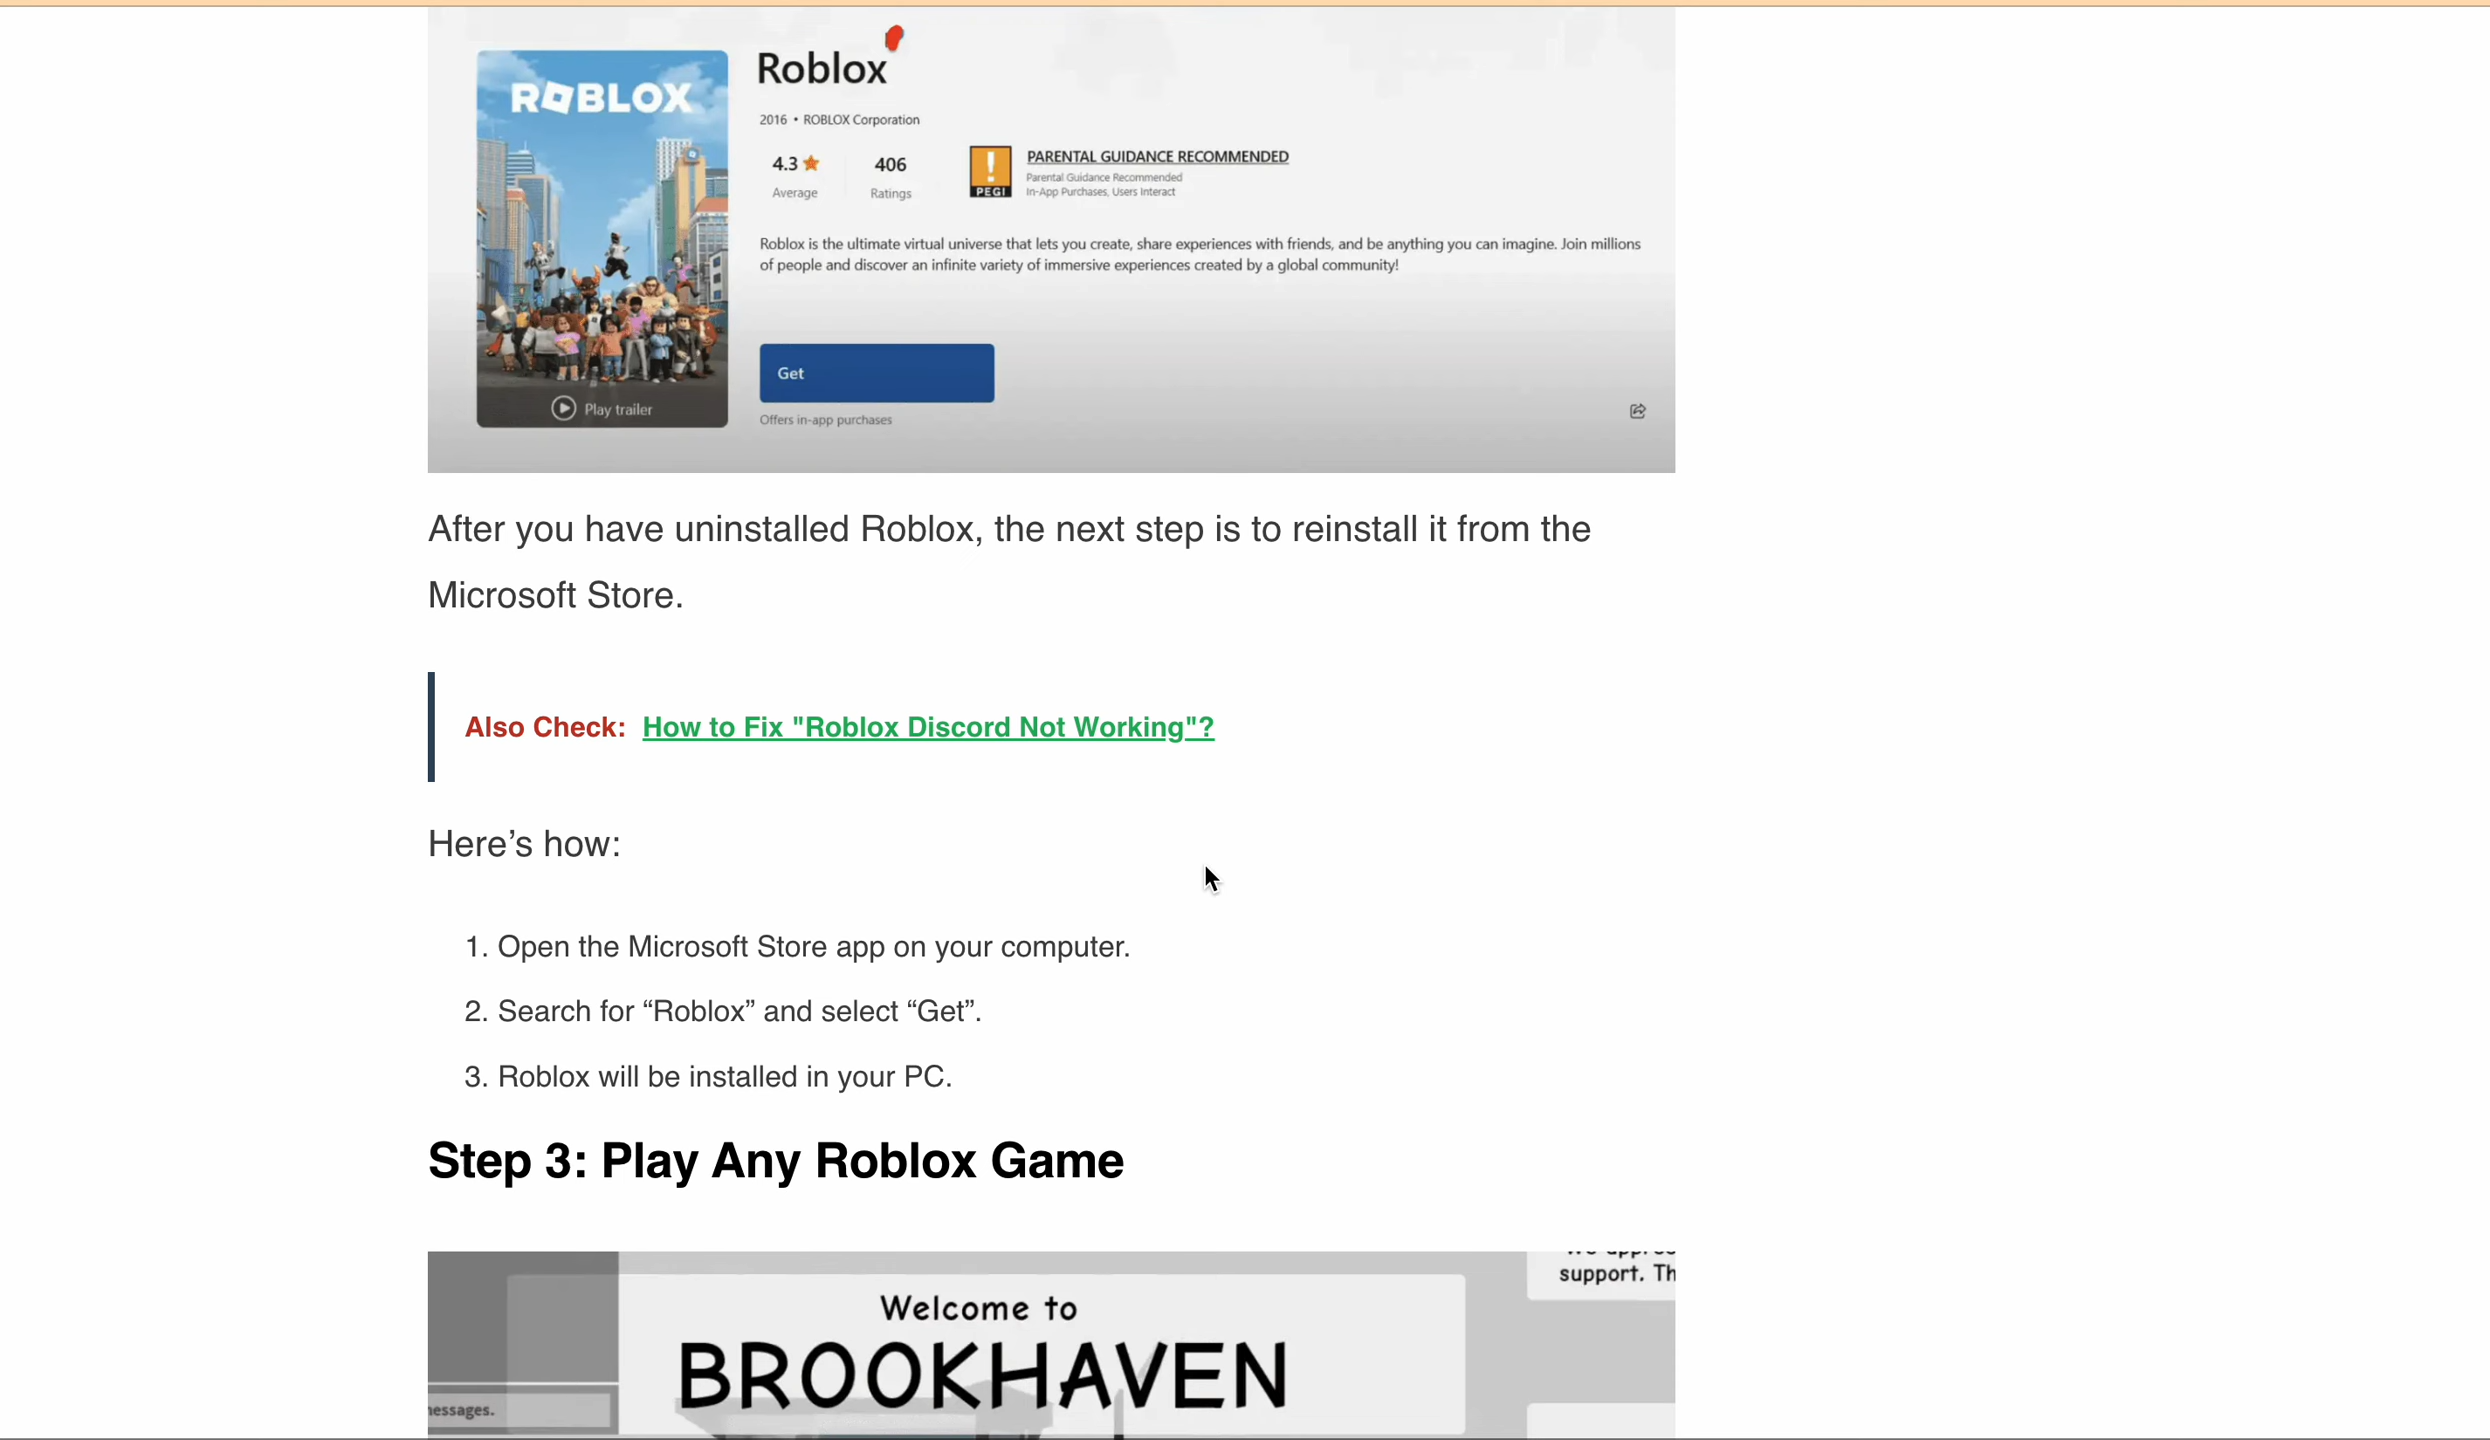 Roblox
ROBLOX
2016 • ROBLOX Corporation
4.3
406
Average
Ratings
PEGI
PARENTAL GUIDANCE RECOMMENDED
Parental Guidance Recommended
In-App Purchases, Users Interact
Roblox is the ultimate virtual universe that lets you create, share experiences with friends, and be anything you can imagine. Join millions
of people and discover an infinite variety of immersive experiences created by a global community!
Get
Play trailer
Offers in-app purchases
After you have uninstalled Roblox, the next step is to reinstall it from the
Microsoft Store.
Also Check: How to Fix "Roblox Discord Not Working"?
Here’s how:
1. Open the Microsoft Store app on your computer.
2. Search for “Roblox” and select “Get”.
3. Roblox will be installed in your PC.
Step 3: Play Any Roblox Game
support.
Welcome to
BROOKHAVEN